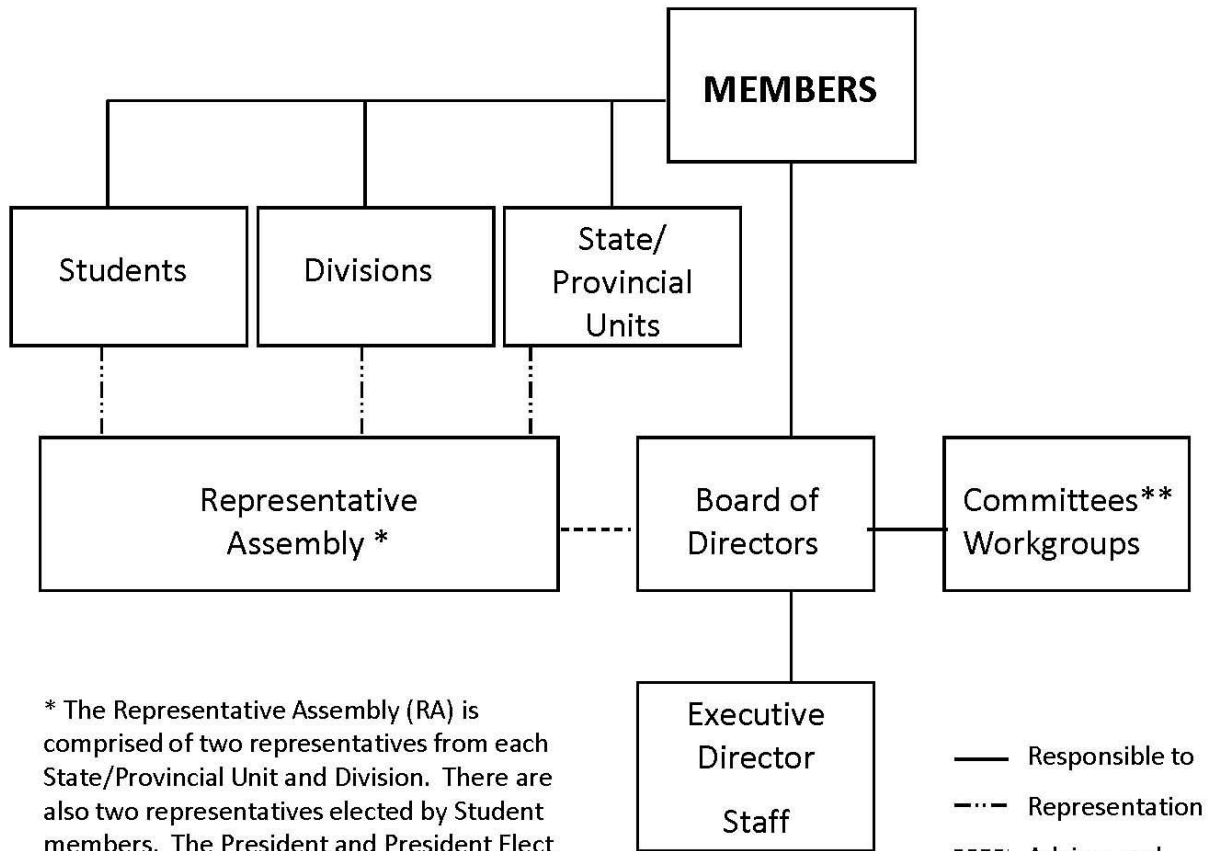 MEMBERS
Students
Divisions
State/
Provincial
Units
Representative
Assembly *
Board of
Directors
Committees**
Workgroups
Executive
Director
Staff
* The Representative Assembly (RA) is
comprised of two representatives from each
State/Provincial Unit and Division. There are
also two representatives elected by Student
members. The President and President Elect
Responsible to
Representation